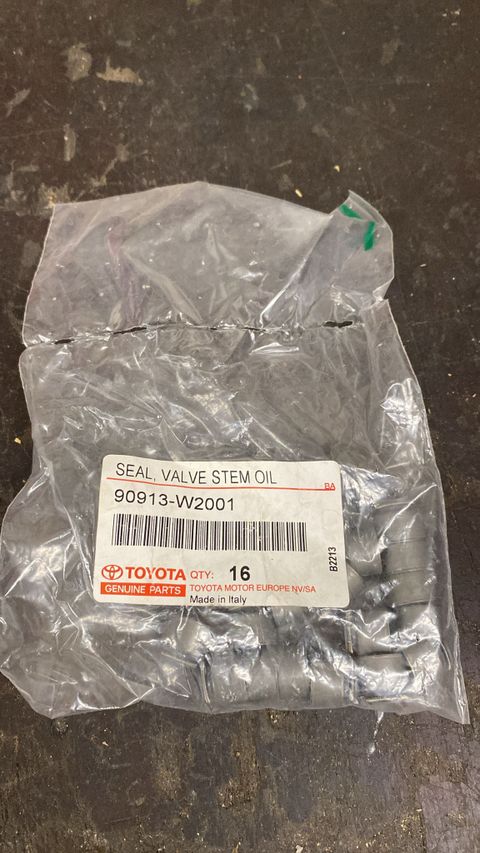 SEAL, VALVE STEM OIL
BA
90913-W2001
B2213
TOYOTA QTY: 16
GENUINE PARTS TOYOTA MOTOR EUROPE NV/SA
Made in Italy